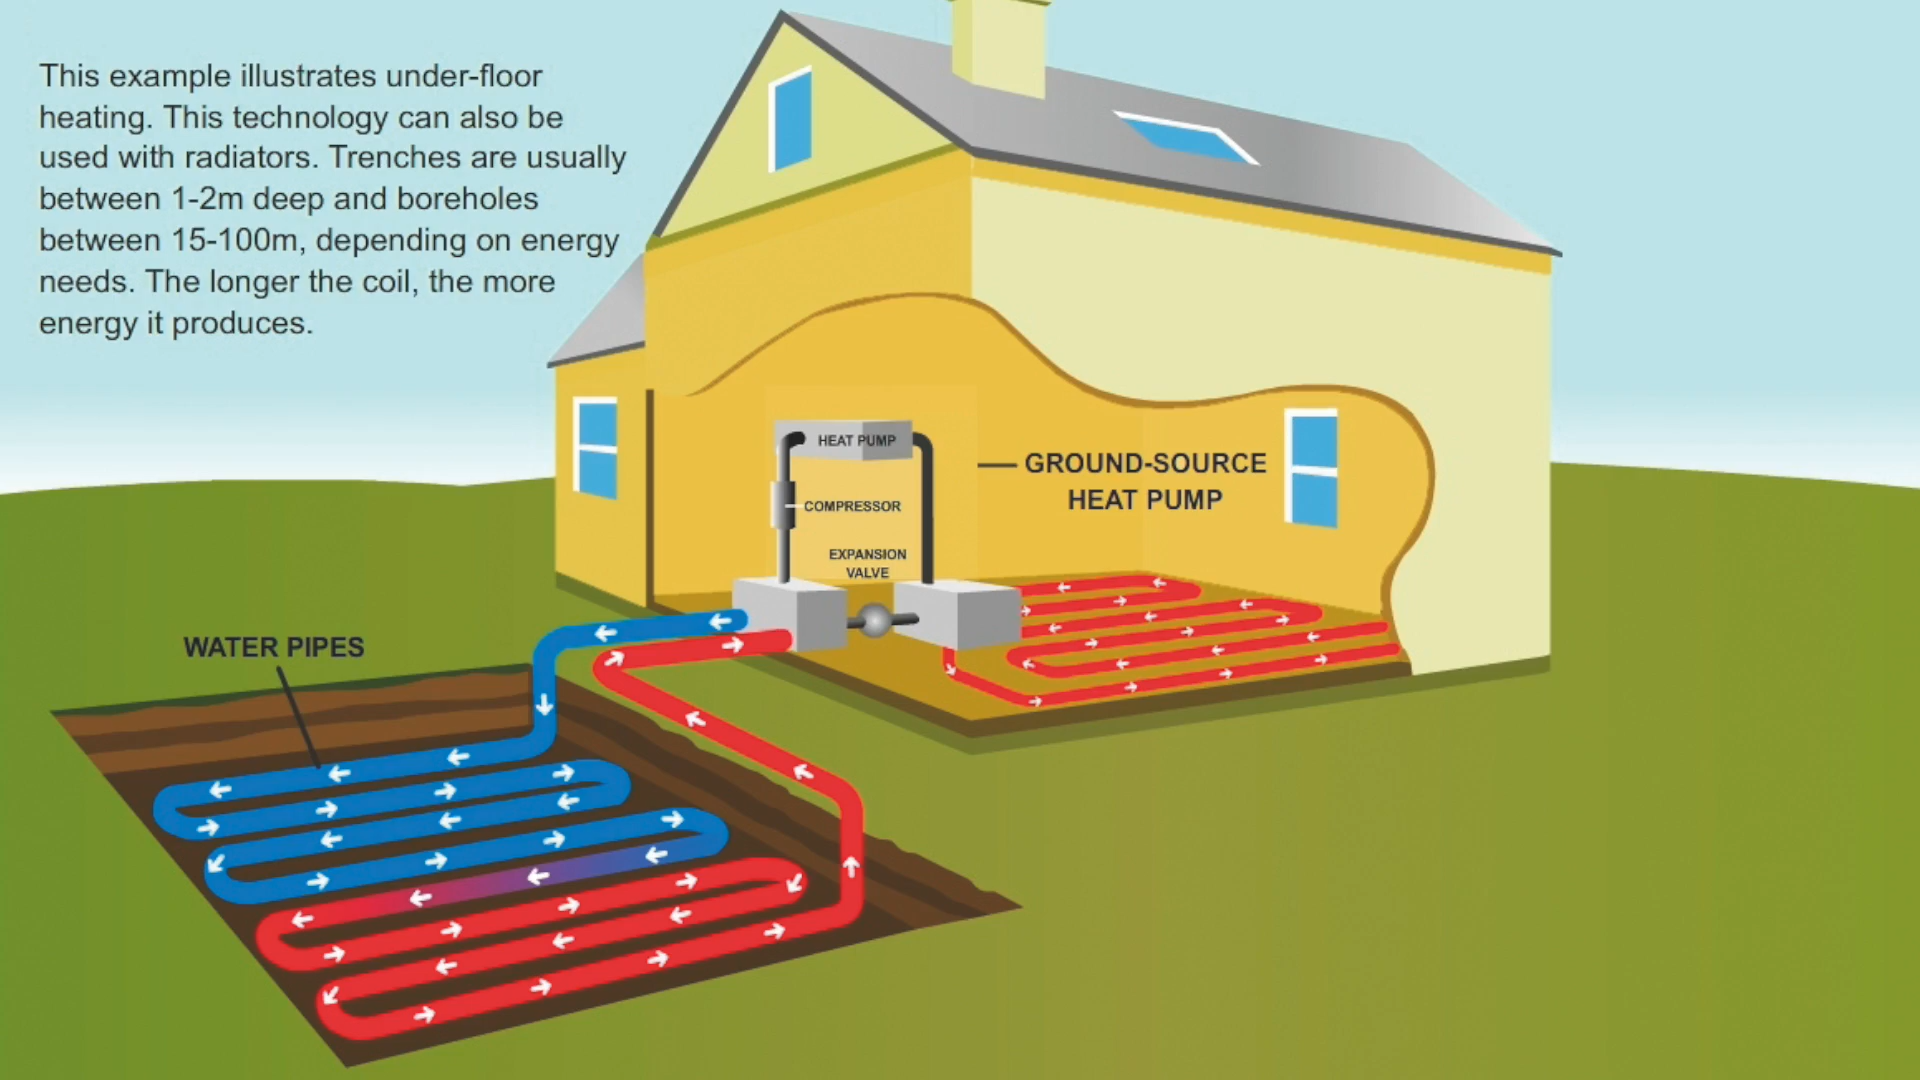 This example illustrates under-floor
heating. This technology can also be
used with radiators. Trenches are usually
between 1-2m deep and boreholes
between 15-100m, depending on energy
needs. The longer the coil, the more
energy it produces.
HEAT PUMP
GROUND-SOURCE
HEAT PUMP
COMPRESSOR
EXPANSION
VALVE
WATER PIPES